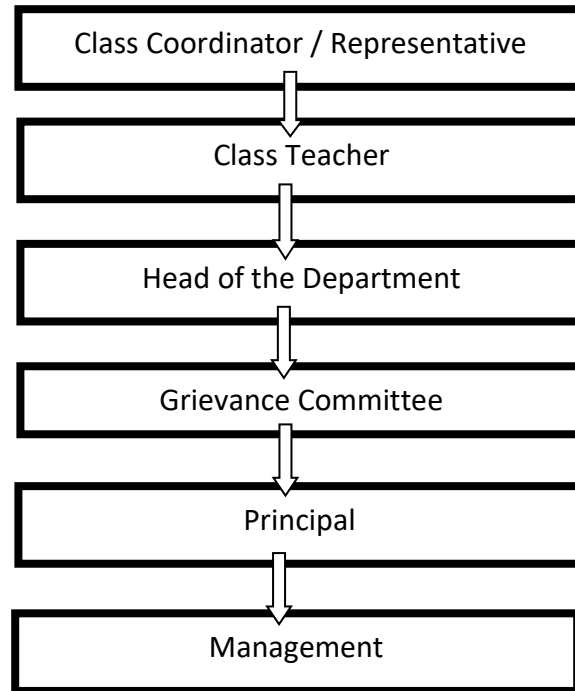 Class Coordinator / Representative
Class Teacher
Head of the Department
Grievance Committee
Principal
Management